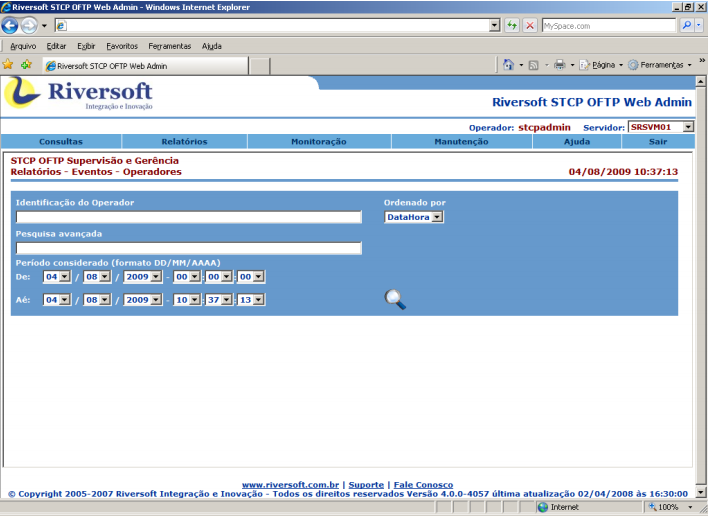 Riversoft STCP OFTP Web Admin - Windows Internet Explorer
MySpace.com
Arquivo Editar Exibir Favoritos Ferramentas Ajuda
Riversoft STCP OFTP Web Admin
Página Ferramentas »
Riversoft
Integração e Inovação
Riversoft STCP OFTP Web Admin
Operador: stcpadmin Servidor: SRSVM01
Consultas Relatórios Monitoração Manutenção Ajuda Sair
STCP OFTP Supervisão e Gerência
Relatórios - Eventos - Operadores 04/08/2009 10:37:13
Identificação do Operador Ordenado por
DataHora
Pesquisa avançada
Período considerado (formato DD/MM/AAAA)
De: 04 / 08 / 2009 - 00 : 00 : 00
Aé: 04 / 08 / 2009 - 10 : 37 : 13
www.riversoft.com.br | Suporte | Fale Conosco
© Copyright 2005-2007 Riversoft Integração e Inovação - Todos os direitos reservados Versão 4.0.0-4057 última atualização 02/04/2008 às 16:30:00
Internet 100%